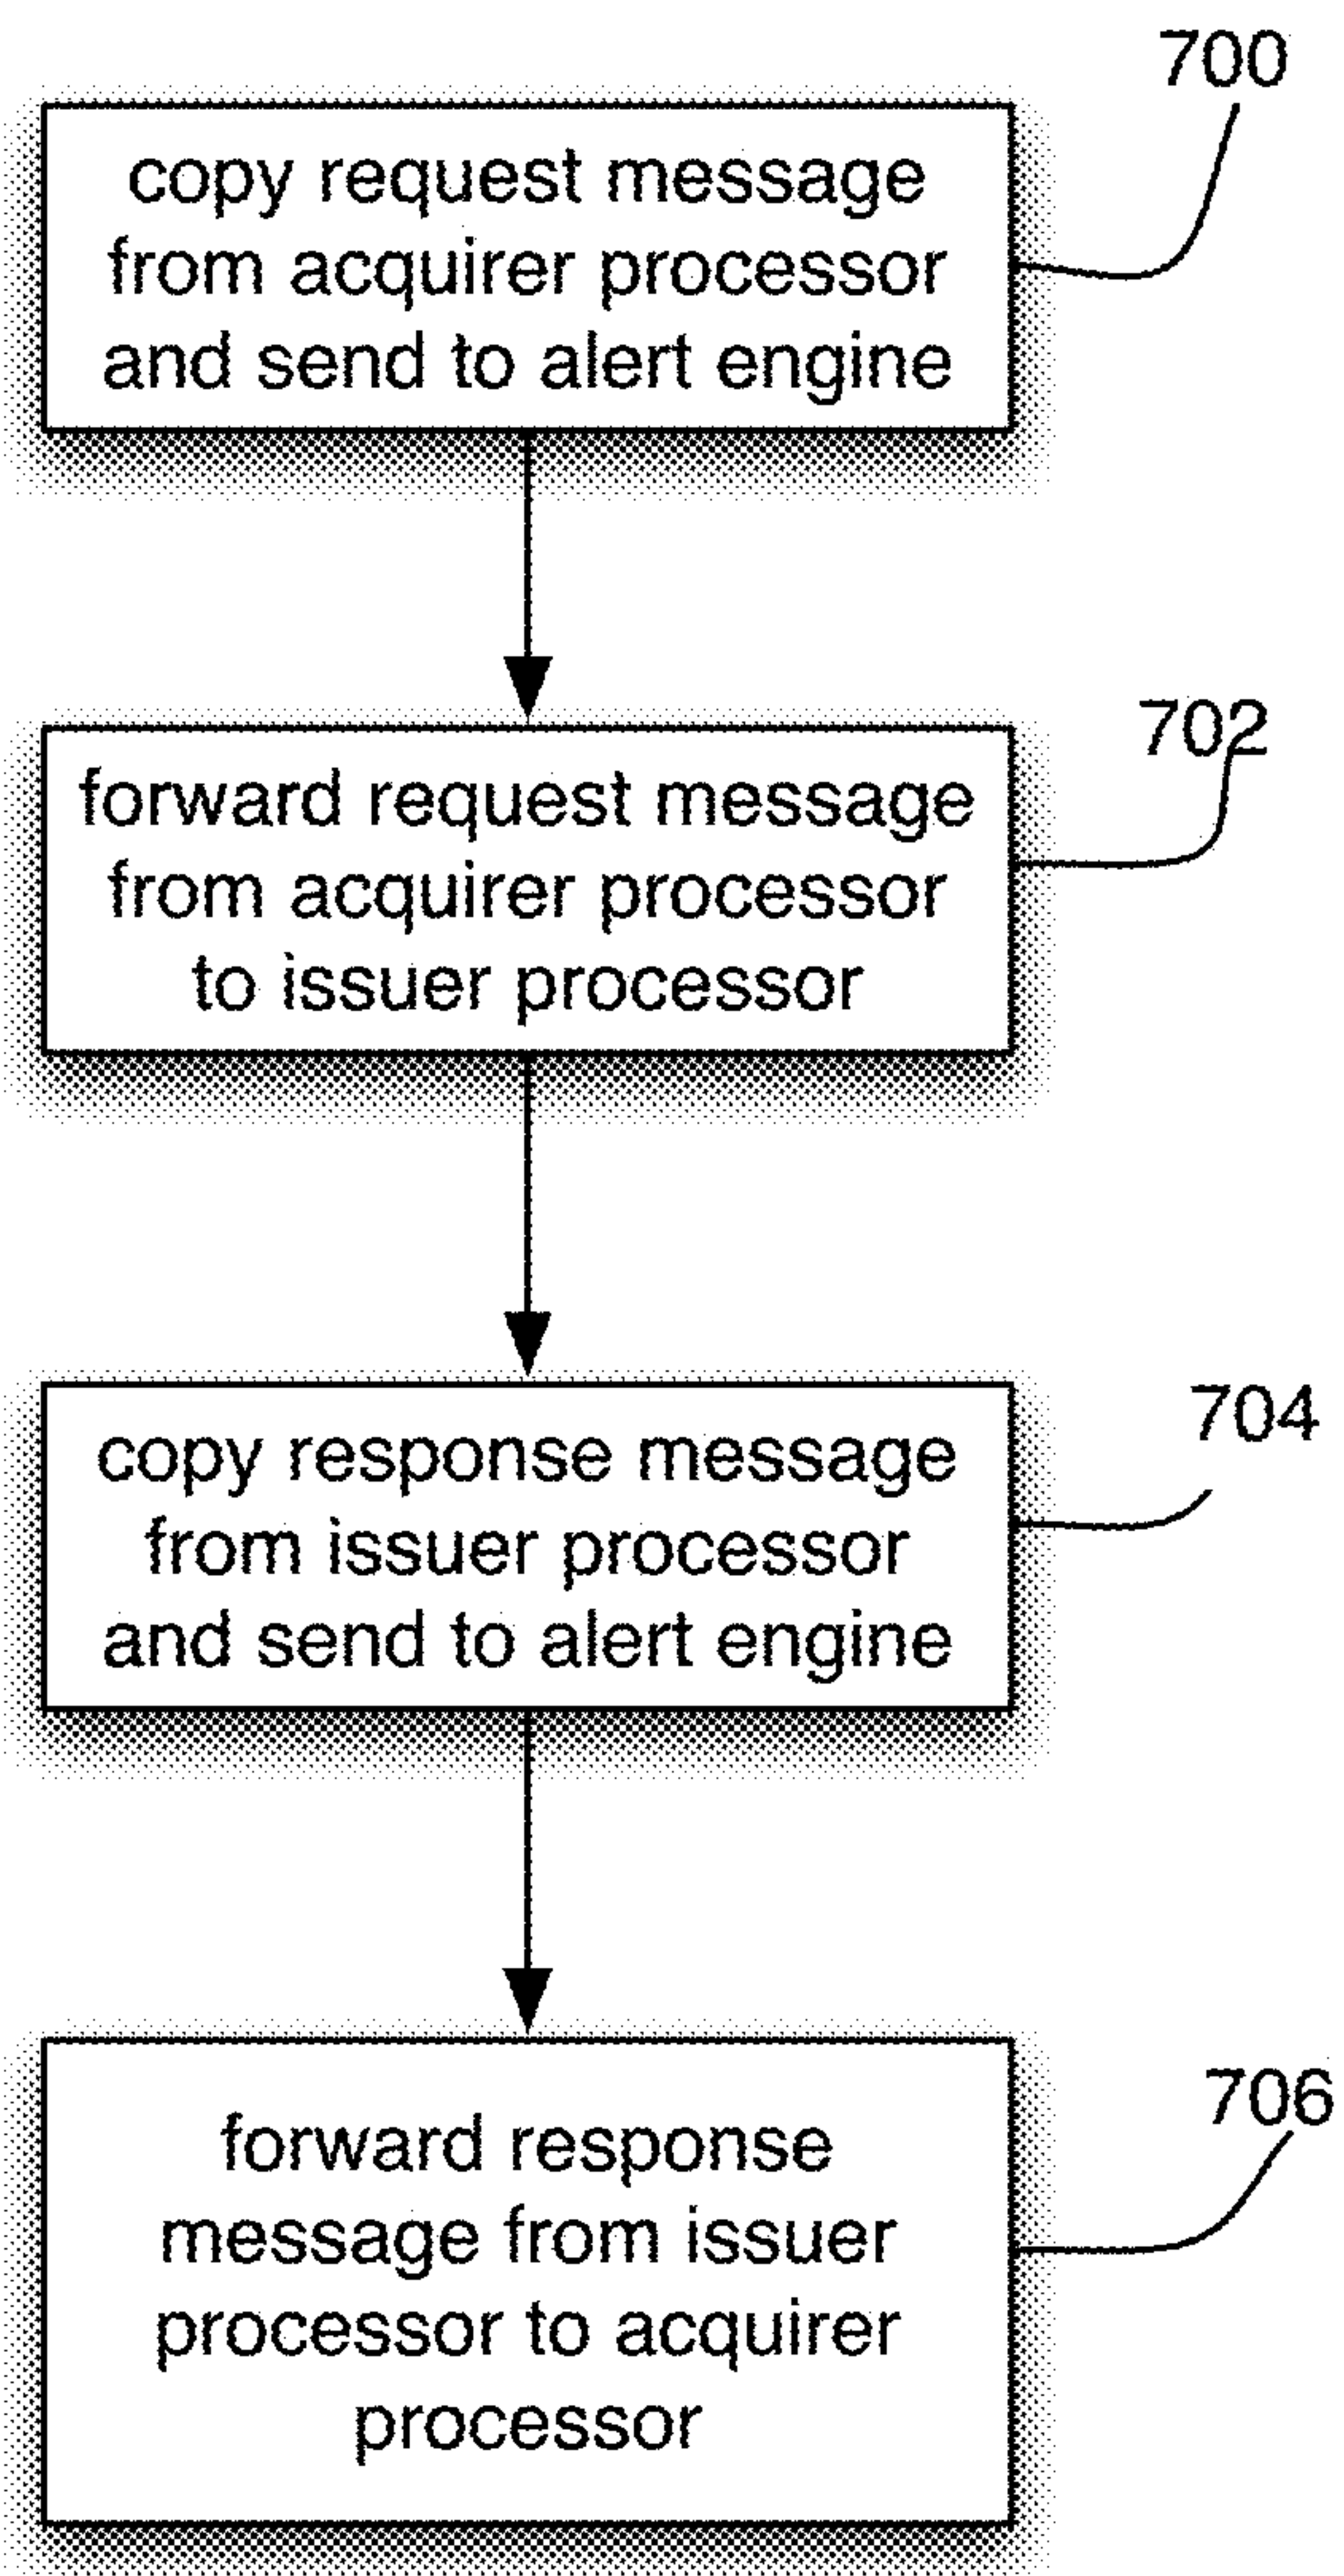 700
copy request message
from acquirer processor
and send to alert engine
702
forward request message
from acquirer processor
to issuer processor
704
copy response message
from issuer processor
and send to alert engine
706
forward response
message from issuer
processor to acquirer
processor